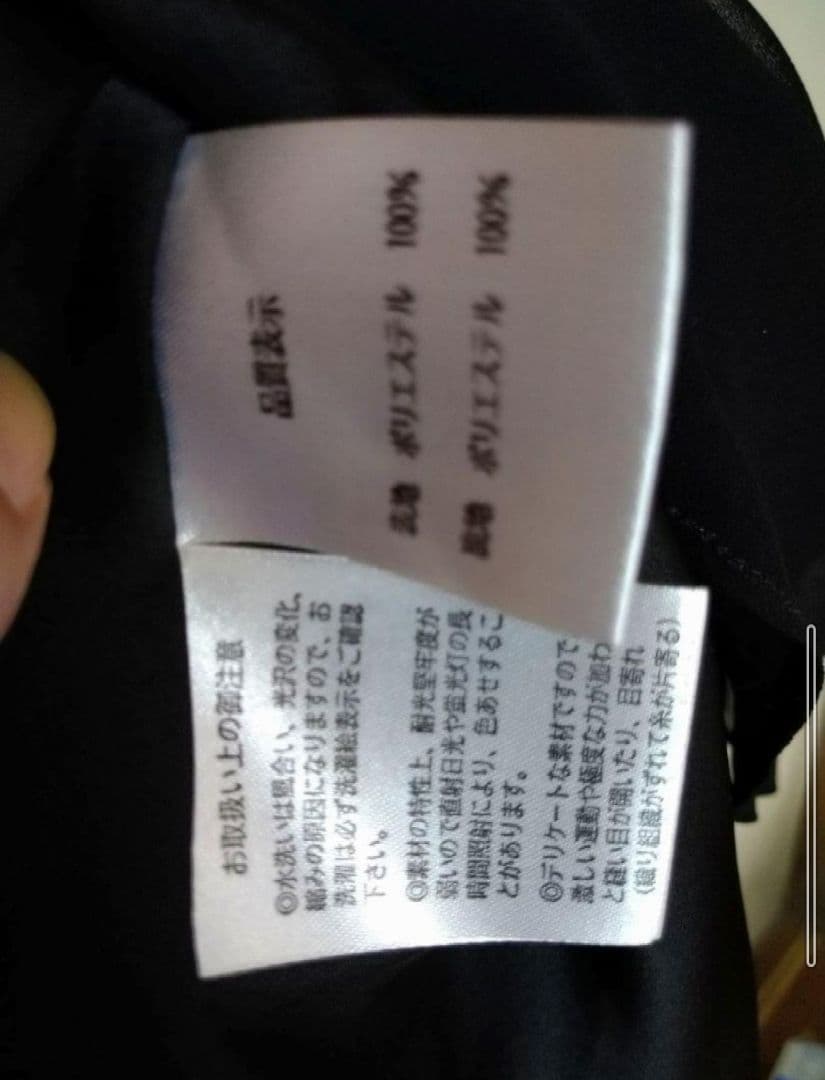 品質表示
表地 ポリエステル 100%
裏地 ポリエステル 100%
お取扱い上の御注意
◎水洗いは風合い、光沢の変化、
縮みの原因になりますので、お
洗濯は必ず洗濯絵表示をご確認
下さい。
◎素材の特性上、耐光堅牢度が
弱いので直射日光や蛍光灯の長
時間照射により、色あせするこ
とがあります。
◎デリケートな素材ですので
激しい運動や極度な力が加わ
と縫い目が開いたり、目寄れ
(織り組織がずれて糸が片寄る)